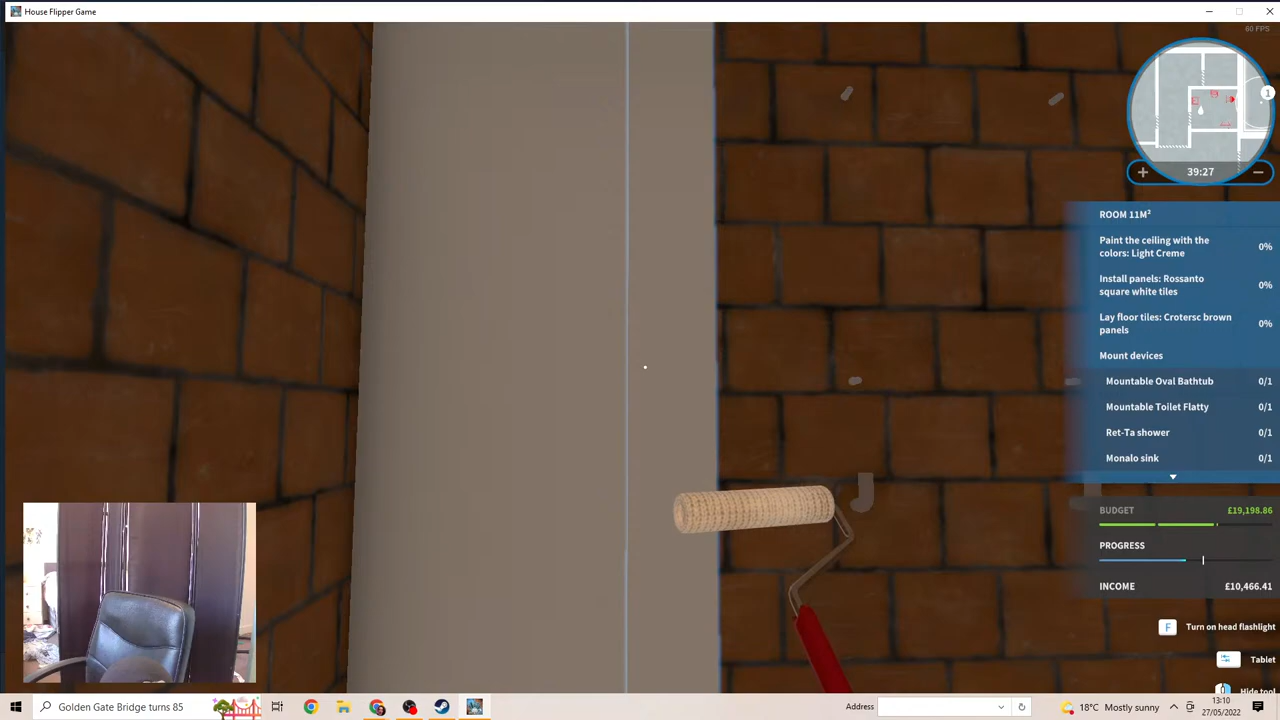 House Flipper Game
60 FPS
1
39:27
ROOM 11M²
Paint the ceiling with the
colors: Light Creme
0%
Install panels: Rossanto
square white tiles
0%
Lay floor tiles: Crotersc brown
panels
0%
Mount devices
Mountable Oval Bathtub 0/1
Mountable Toilet Flatty 0/1
Ret-Ta shower 0/1
Monalo sink 0/1
BUDGET £19,198.86
PROGRESS
INCOME £10,466.41
F Turn on head flashlight
Tablet
Hide tool
Golden Gate Bridge turns 85
Address
18°C Mostly sunny
13:10
27/05/2022